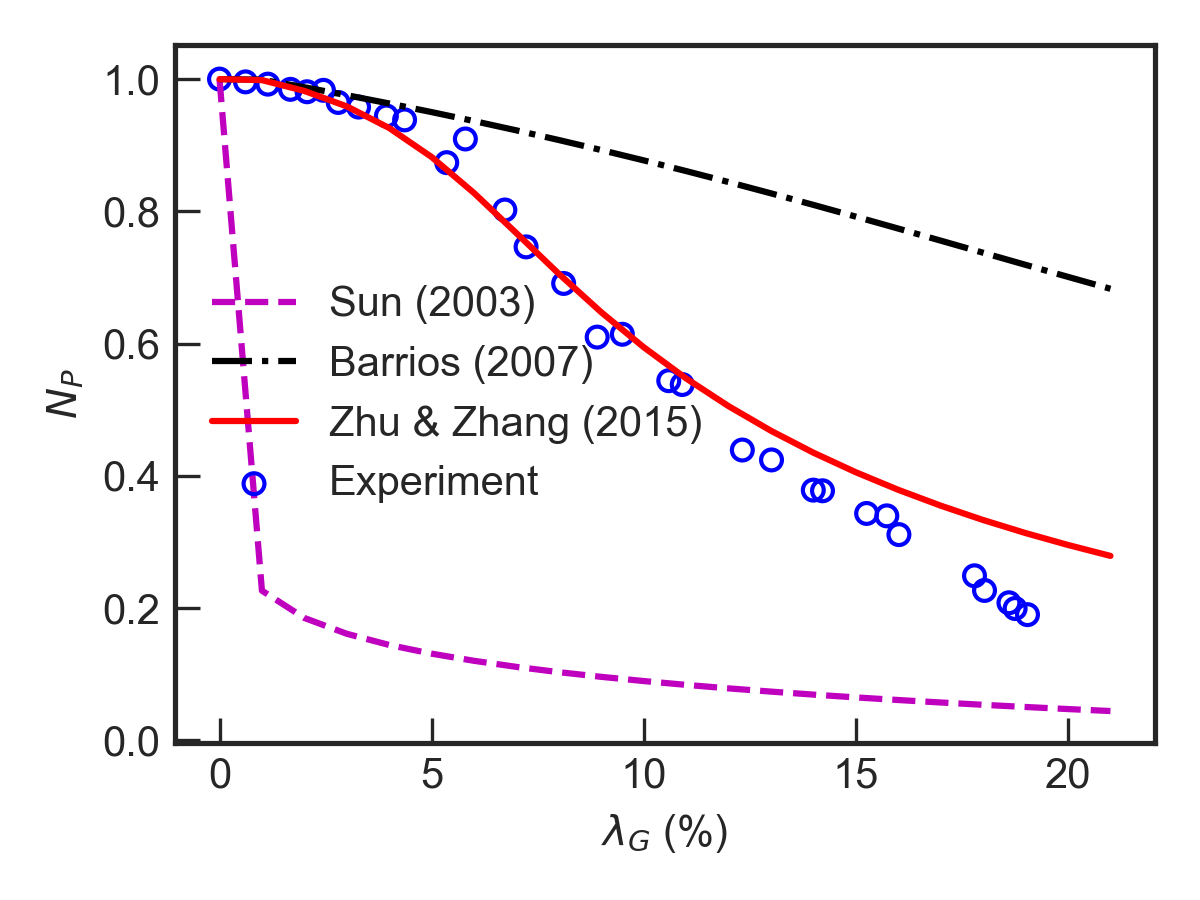 1.0
0.8
0.6
0.4
0.2
0.0
N_P
Sun (2003)
Barrios (2007)
Zhu & Zhang (2015)
Experiment
0 5 10 15 20
λ_G (%)